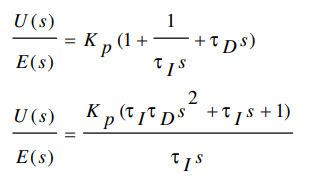 U(s)/E(s) = K_p (1 + 1/(τ_I s) + τ_D s)
U(s)/E(s) = K_p (τ_I τ_D s^2 + τ_I s + 1)/(τ_I s)